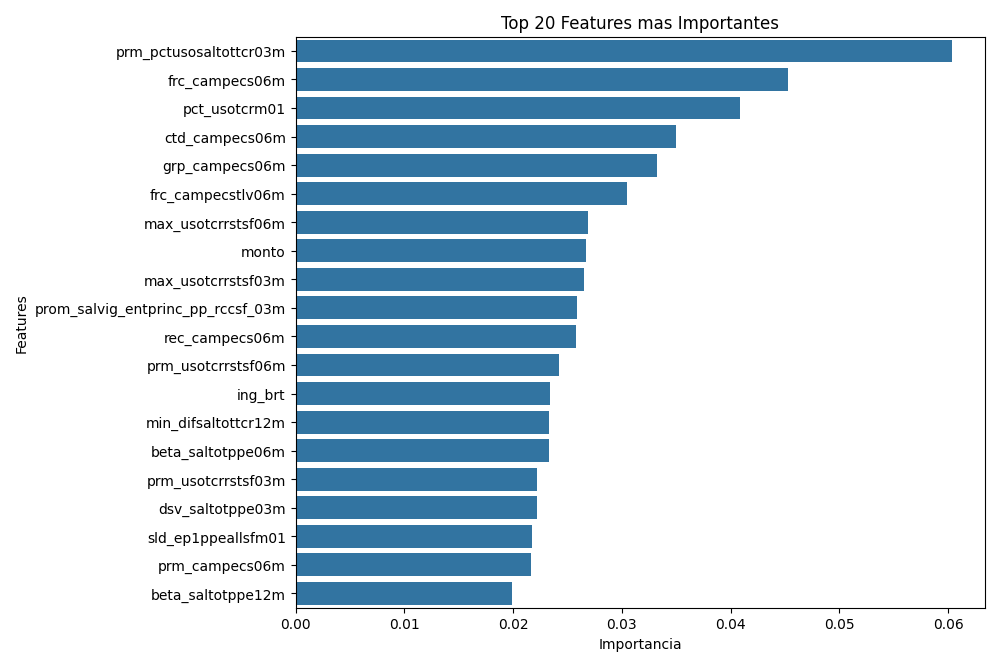 Top 20 Features mas Importantes
Features
prm_pctusosaltottcr03m
frc_campecs06m
pct_usotcrm01
ctd_campecs06m
grp_campecs06m
frc_campecstlv06m
max_usotcrrstsf06m
monto
max_usotcrrstsf03m
prom_salvig_entprinc_pp_rccsf_03m
rec_campecs06m
prm_usotcrrstsf06m
ing_brt
min_difsaltottcr12m
beta_saltotppe06m
prm_usotcrrstsf03m
dsv_saltotppe03m
sld_ep1ppeallsfm01
prm_campecs06m
beta_saltotppe12m
0.00 0.01 0.02 0.03 0.04 0.05 0.06
Importancia